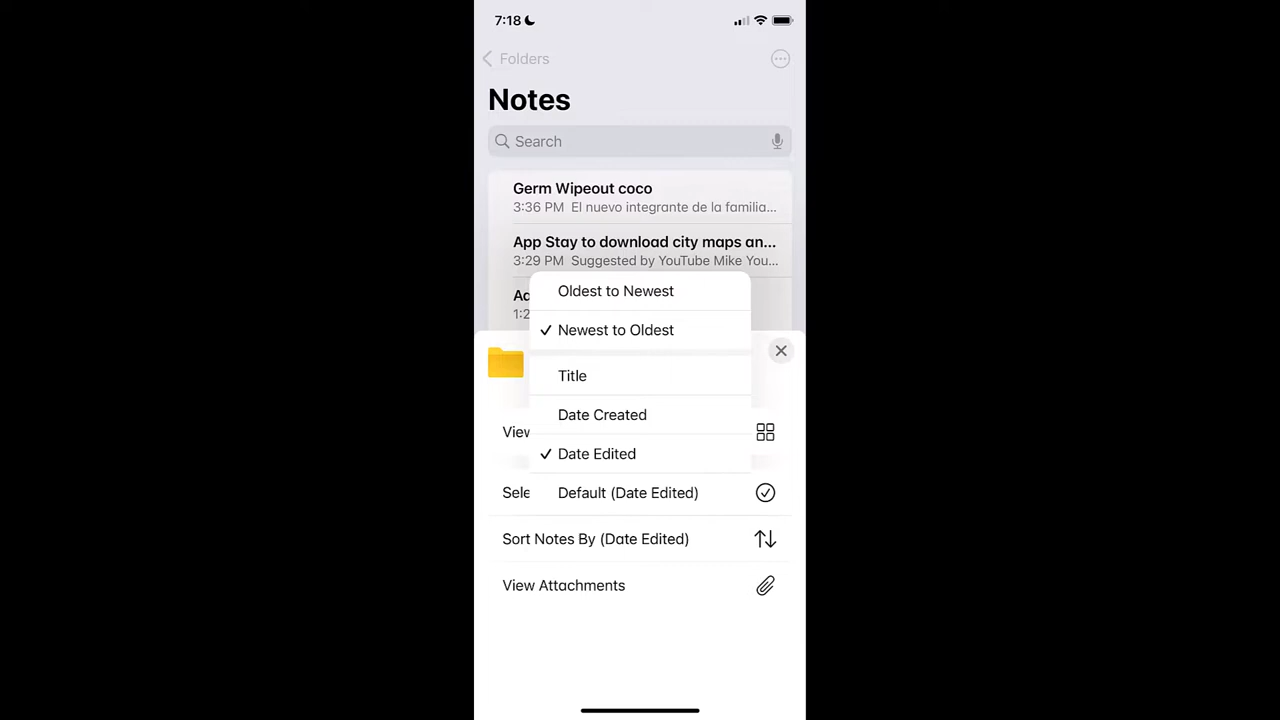 7:18
Folders
Notes
Search
Germ Wipeout coco
3:36 PM El nuevo integrante de la familia...
App Stay to download city maps an...
3:29 PM Suggested by YouTube Mike You...
Oldest to Newest
Newest to Oldest
Title
Date Created
Date Edited
Default (Date Edited)
Sort Notes By (Date Edited)
View Attachments